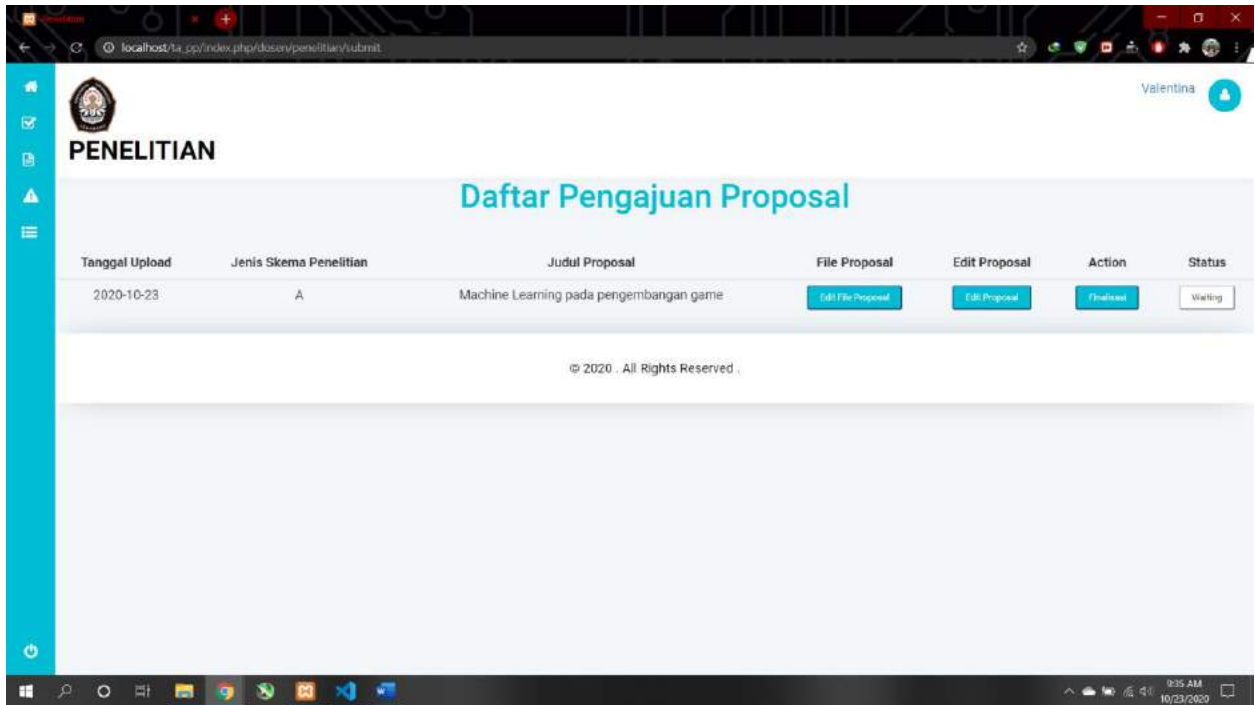 Penelitian
localhost/ta_pp/index.php/dosen/penelitian/submit
Valentina
PENELITIAN
Daftar Pengajuan Proposal
Tanggal Upload Jenis Skema Penelitian Judul Proposal File Proposal Edit Proposal Action Status
2020-10-23 A Machine Learning pada pengembangan game Edit File Proposal Edit Proposal Finalisasi Waiting
© 2020 . All Rights Reserved .
9:35 AM
10/23/2020